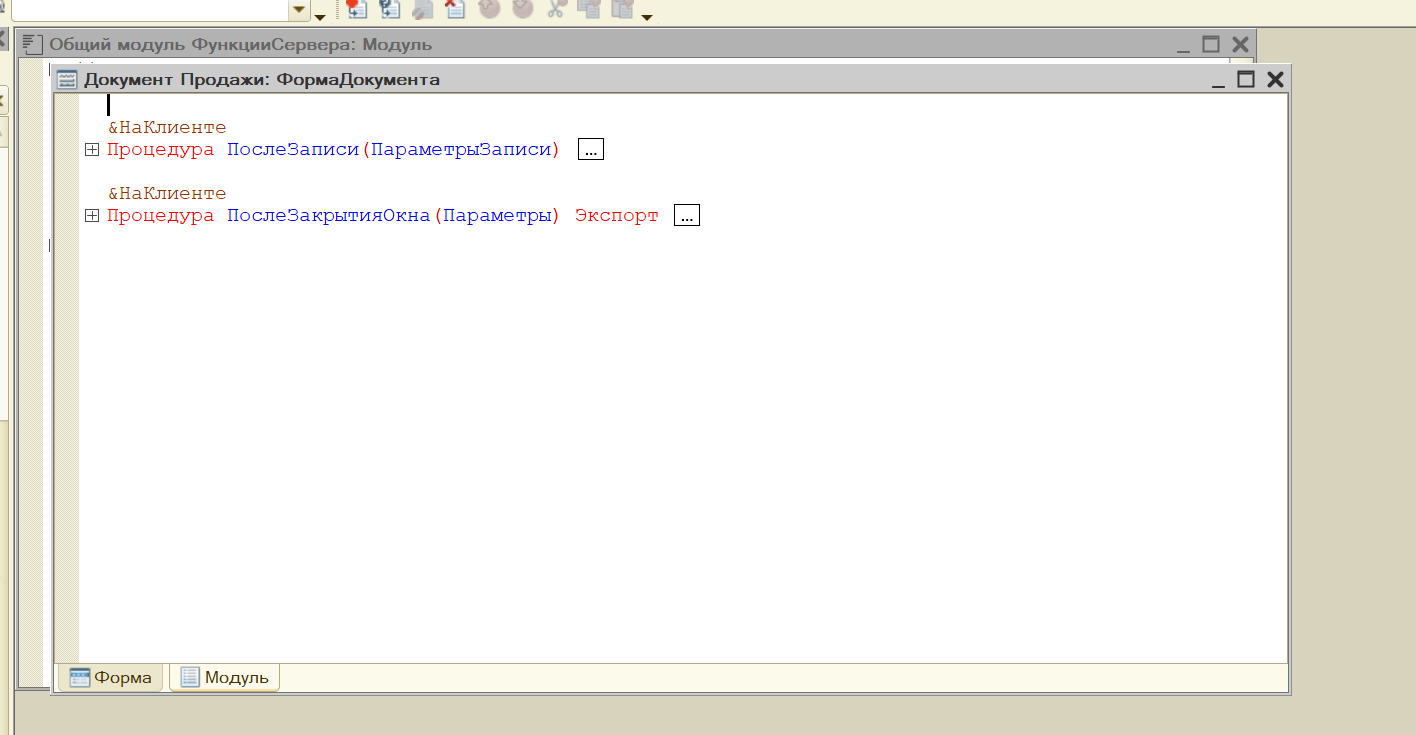 Общий модуль ФункцииСервера: Модуль
Документ Продажи: ФормаДокумента
&НаКлиенте
Процедура ПослеЗаписи(ПараметрыЗаписи) ...
&НаКлиенте
Процедура ПослеЗакрытияОкна(Параметры) Экспорт ...
Форма
Модуль